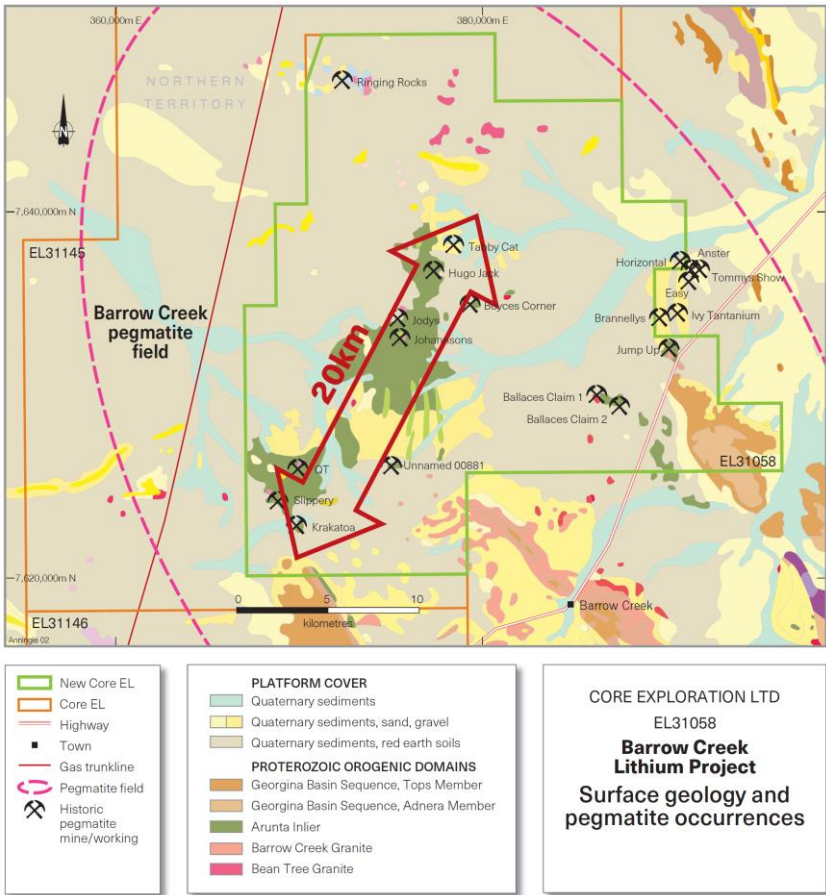 360,000m E
380,000m E
NORTHERN
TERRITORY
Ringing Rocks
N
7,640,000m N
EL31145
Tabby Cat
Hugo Jack
Horizontal
Anster
Tommys Show
Easy
Boyces Corner
Barrow Creek
pegmatite
field
Jodys
Johannsons
Brannellys
Ivy Tantanium
Jump Up
20km
Ballaces Claim 1
Ballaces Claim 2
EL31058
OT
Unnamed 00881
Slippery
Krakatoa
7,620,000m N
0
5
10
kilometres
Barrow Creek
EL31146
Anningie 02
New Core EL
Core EL
Highway
Town
Gas trunkline
Pegmatite field
Historic
pegmatite
mine/working
PLATFORM COVER
Quaternary sediments
Quaternary sediments, sand, gravel
Quaternary sediments, red earth soils
PROTEROZOIC OROGENIC DOMAINS
Georgina Basin Sequence, Tops Member
Georgina Basin Sequence, Adnera Member
Arunta Inlier
Barrow Creek Granite
Bean Tree Granite
CORE EXPLORATION LTD
EL31058
Barrow Creek
Lithium Project
Surface geology and
pegmatite occurrences